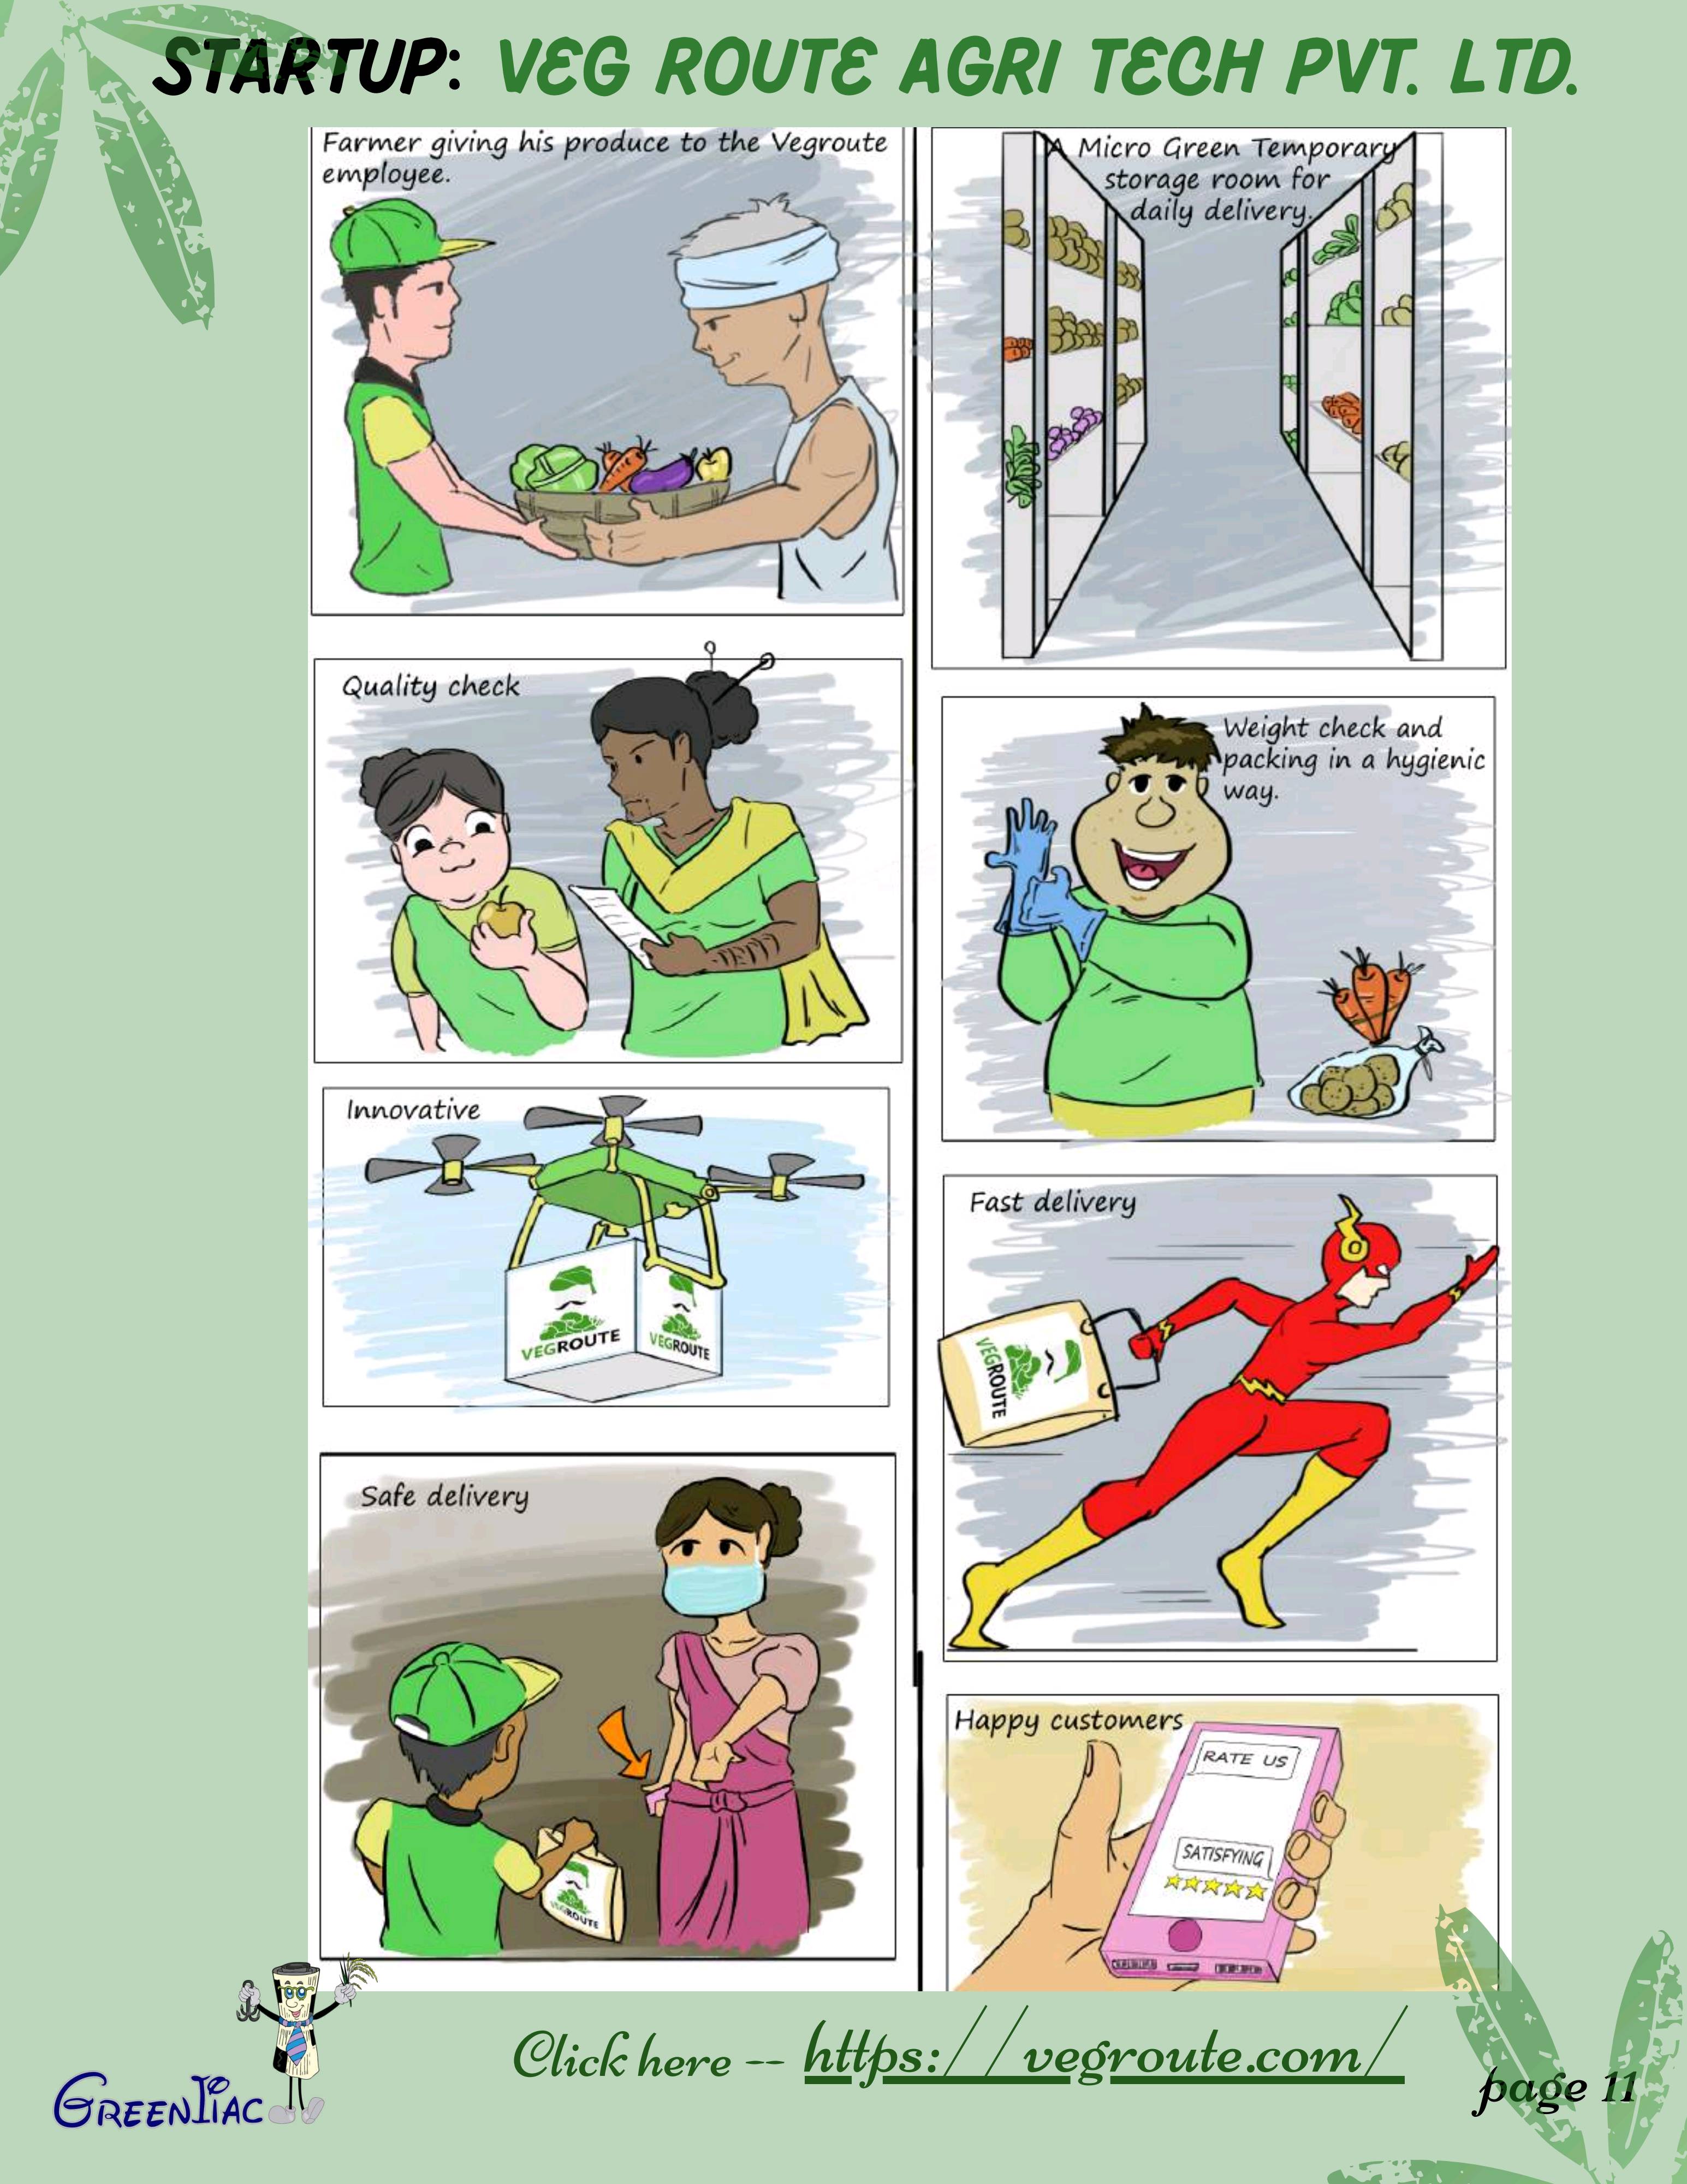 STARTUP: VEG ROUTE AGRI TECH PVT. LTD.
Farmer giving his produce to the Vegroute
employee.
A Micro Green Temporary
storage room for
daily delivery.
Quality check
Weight check and
packing in a hygienic
way.
Innovative
VEGROUTE
VEGROUTE
Fast delivery
VEGROUTE
Safe delivery
VEGROUTE
Happy customers
RATE US
SATISFYING
GREENIIAC
Click here -- https://vegroute.com/
page 11